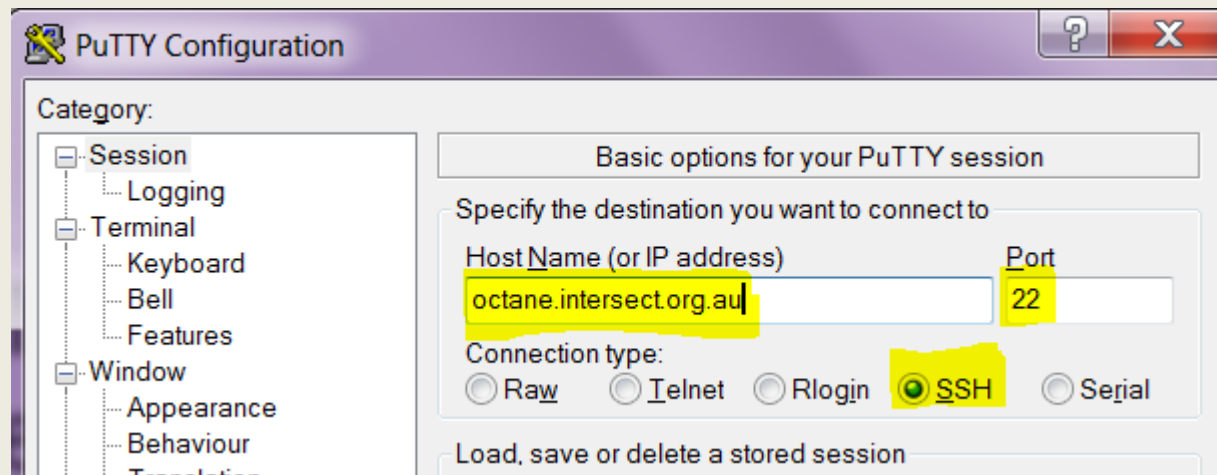 PuTTY Configuration
Category:
Session
Logging
Terminal
Keyboard
Bell
Features
Window
Appearance
Behaviour
Translation
Basic options for your PuTTY session
Specify the destination you want to connect to
Host Name (or IP address) Port
octane.intersect.org.au 22
Connection type:
Raw Telnet Rlogin SSH Serial
Load, save or delete a stored session